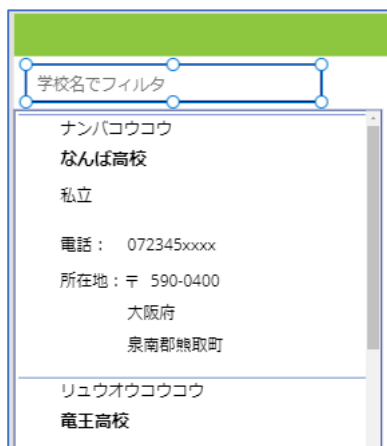 学校名でフィルタ
ナンバコウコウ
なんば高校
私立
電話： 072345xxxx
所在地：〒 590-0400
大阪府
泉南郡熊取町
リュウオウコウコウ
竜王高校